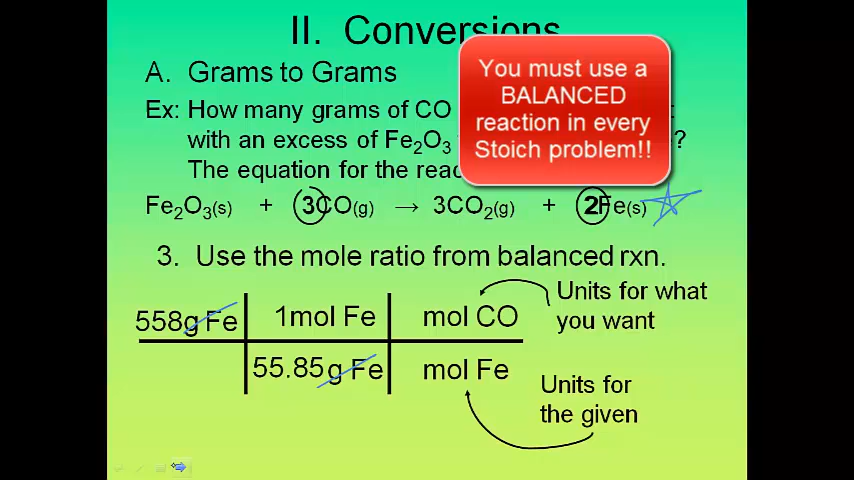 II. Conversions
A. Grams to Grams
Ex: How many grams of CO
with an excess of Fe₂O₃ ?
The equation for the reac
You must use a
BALANCED
reaction in every
Stoich problem!!
Fe₂O₃(s) + 3CO(g) → 3CO₂(g) + 2Fe(s)
3. Use the mole ratio from balanced rxn.
558g Fe 1mol Fe mol CO
55.85g Fe mol Fe
Units for what
you want
Units for
the given